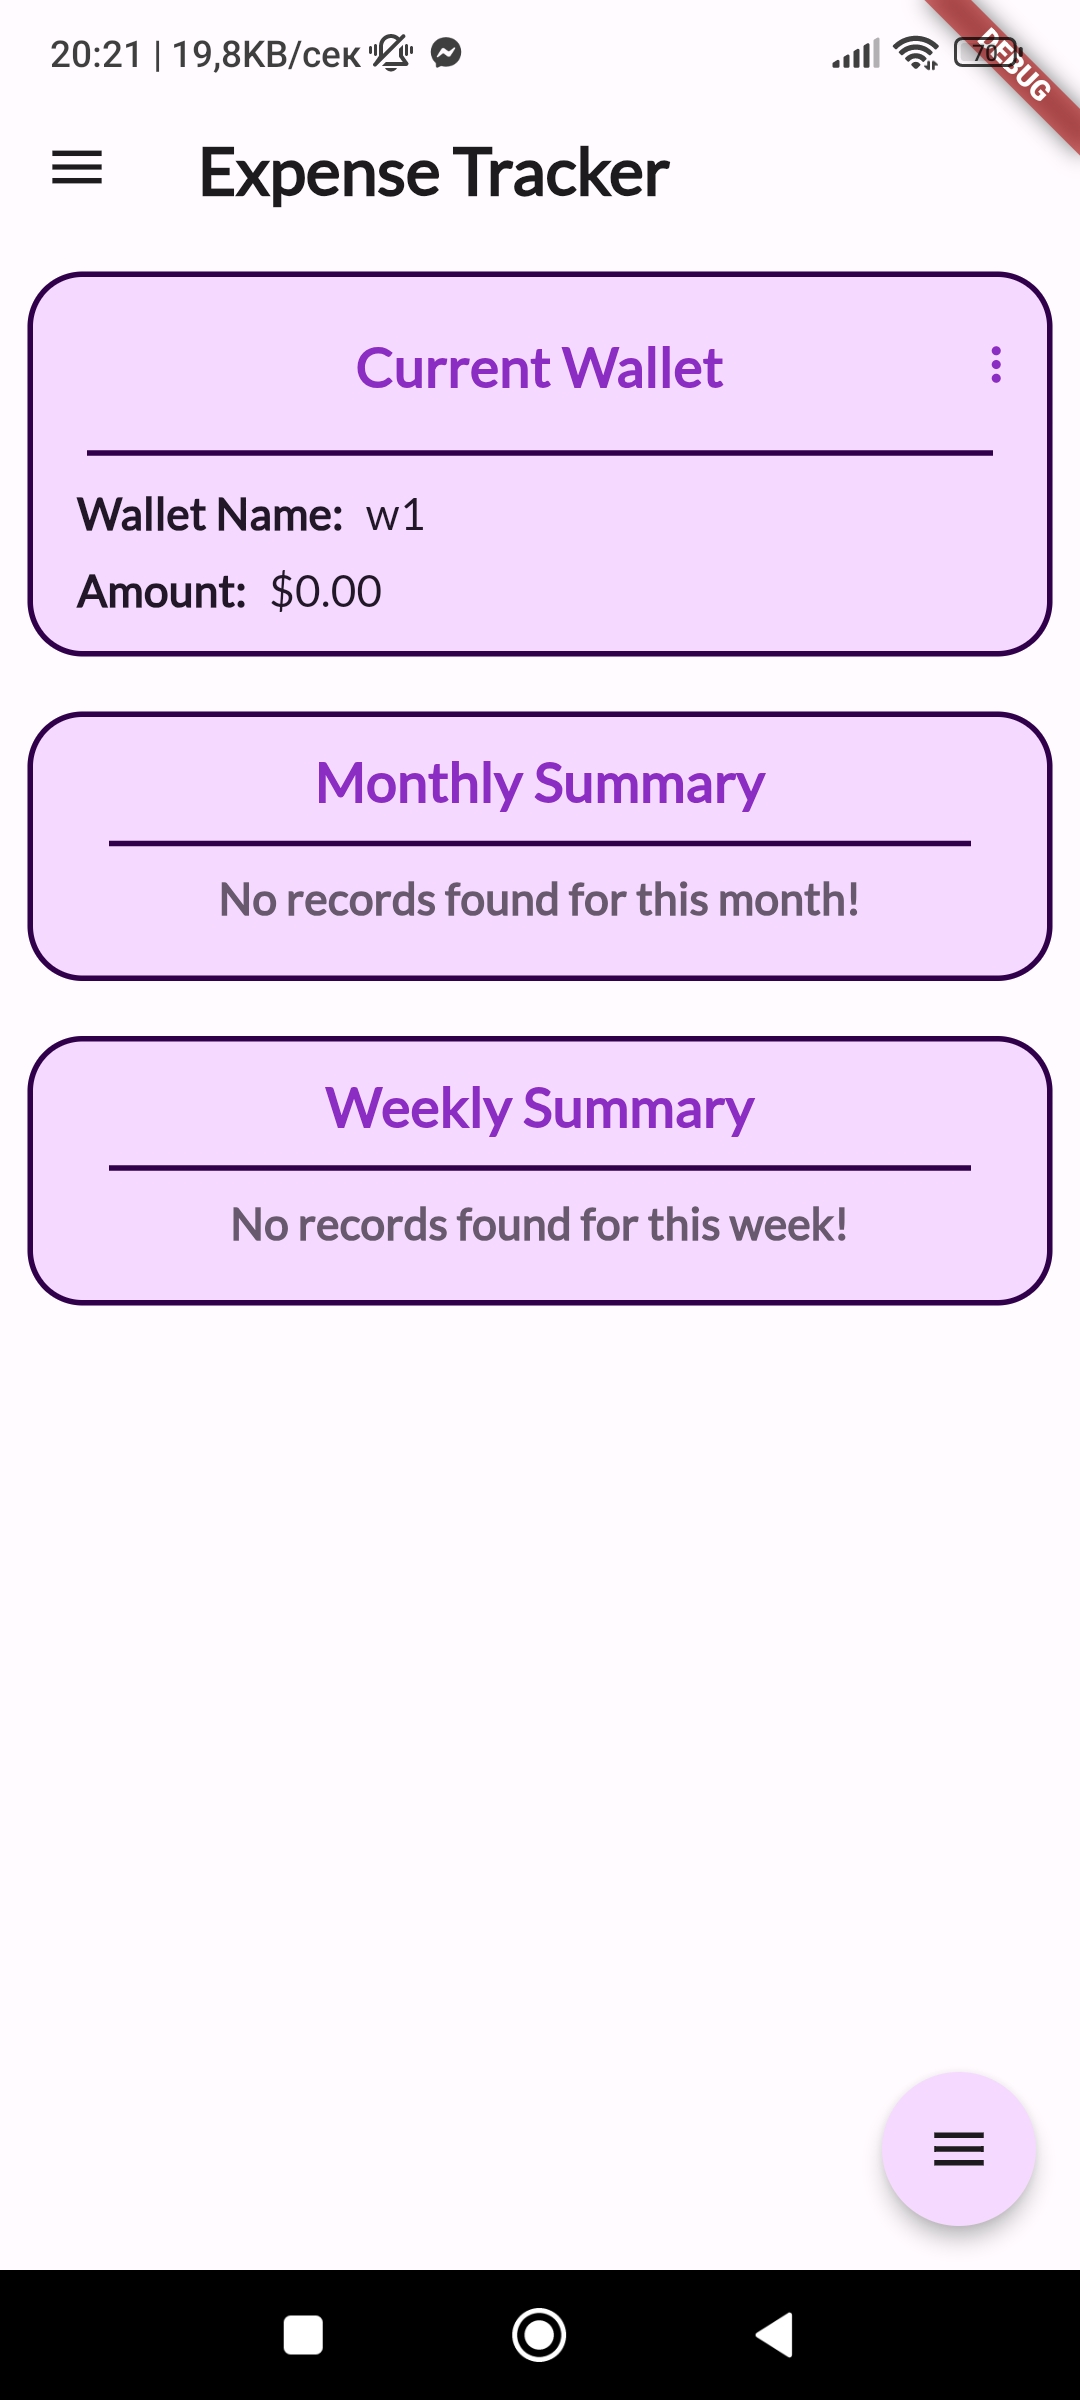 20:21 | 19,8KB/сек
70
DEBUG
Expense Tracker
Current Wallet
Wallet Name: w1
Amount: $0.00
Monthly Summary
No records found for this month!
Weekly Summary
No records found for this week!